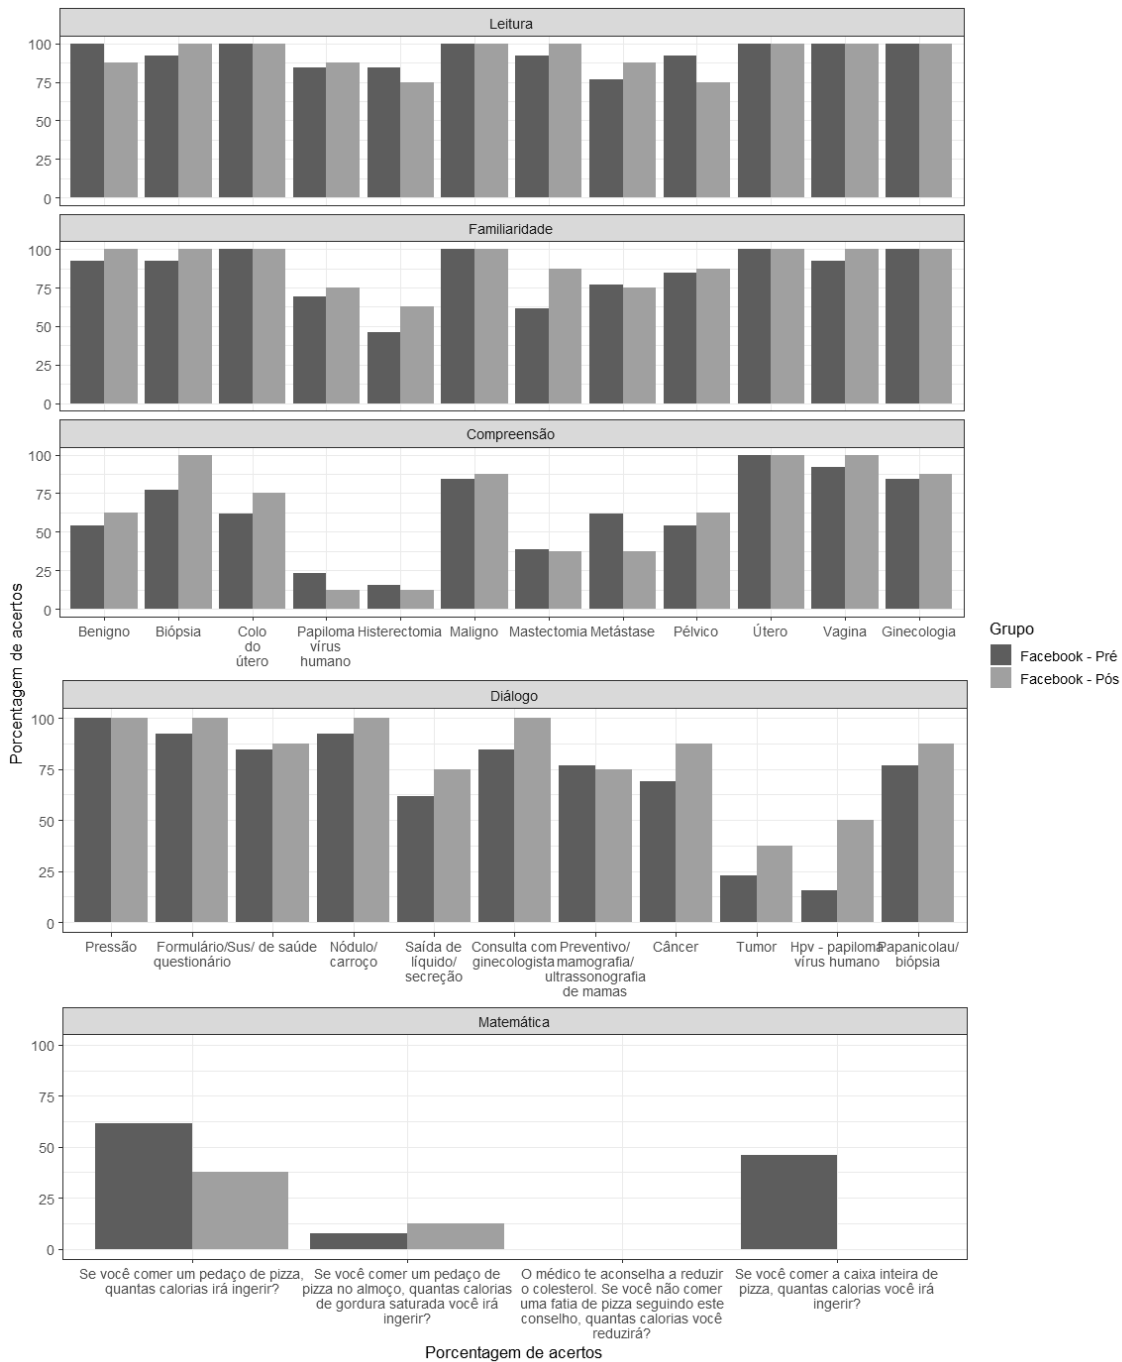 Leitura
100
75
50
25
0
Familiaridade
100
75
50
25
0
Compreensão
100
75
50
25
0
Benigno
Biópsia
Colo
do
útero
Papiloma
vírus
humano
Histerectomia
Maligno
Mastectomia
Metástase
Pélvico
Útero
Vagina
Ginecologia
Porcentagem de acertos
Grupo
Facebook - Pré
Facebook - Pós
Diálogo
100
75
50
25
0
Pressão
Formulário/
questionário
Sus/ de saúde
Nódulo/
carroço
Saída de
líquido/
secreção
Consulta com
ginecologista
Preventivo/
mamografia/
ultrassonografia
de mamas
Câncer
Tumor
Hpv - papiloma
vírus humano
Papanicolau/
biópsia
Matemática
100
75
50
25
0
Se você comer um pedaço de pizza,
quantas calorias irá ingerir?
Se você comer um pedaço de
pizza no almoço, quantas calorias
de gordura saturada você irá
ingerir?
O médico te aconselha a reduzir
o colesterol. Se você não comer
uma fatia de pizza seguindo este
conselho, quantas calorias você
reduzirá?
Se você comer a caixa inteira de
pizza, quantas calorias você irá
ingerir?
Porcentagem de acertos